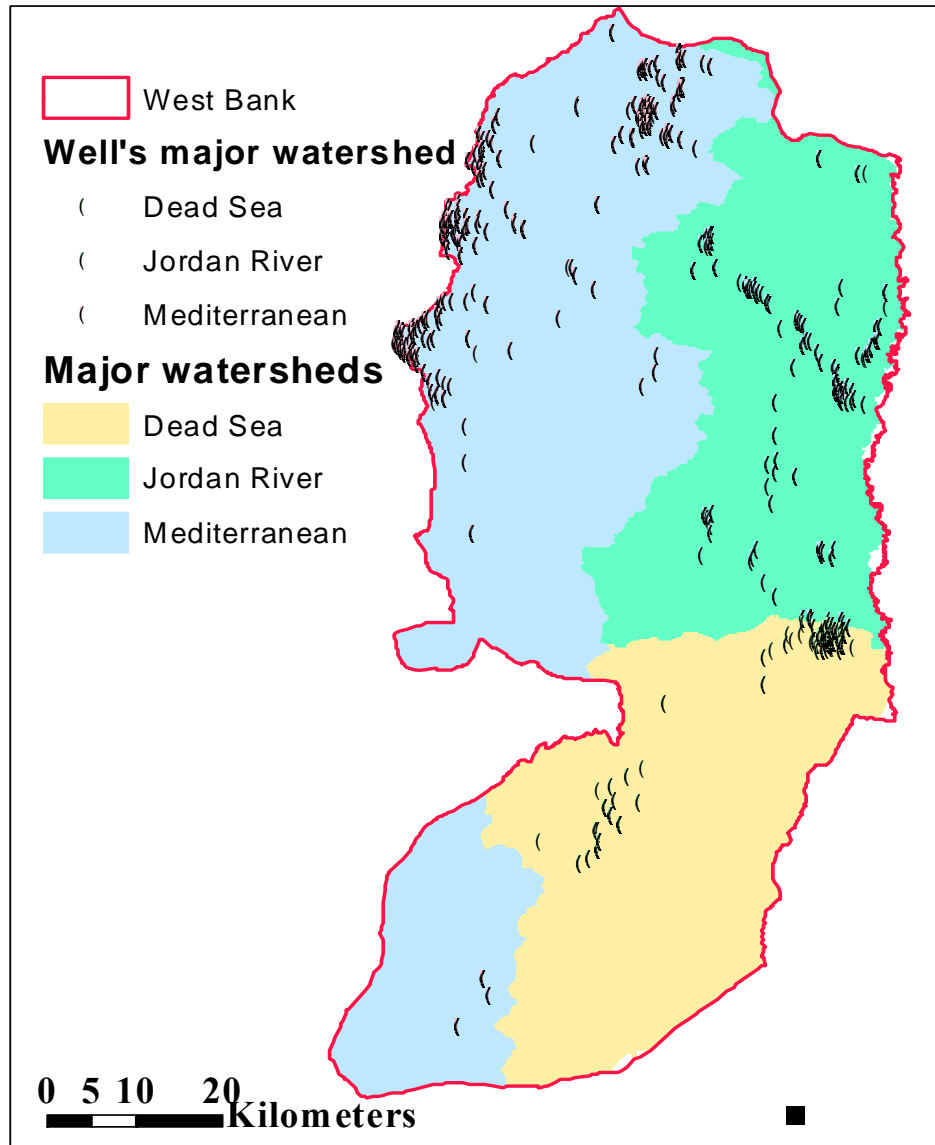 West Bank
Well's major watershed
( Dead Sea
( Jordan River
( Mediterranean
Major watersheds
Dead Sea
Jordan River
Mediterranean
0 5 10 20
Kilometers